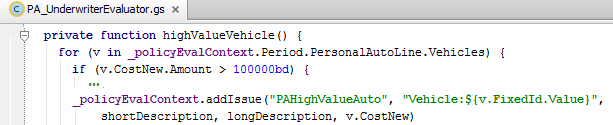 PA_UnderwriterEvaluator.gs ×
private function highValueVehicle() {
for (v in _policyEvalContext.Period.PersonalAutoLine.Vehicles) {
if (v.CostNew.Amount > 100000bd) {
...
_policyEvalContext.addIssue("PAHighValueAuto", "Vehicle:${v.FixedId.Value}",
shortDescription, longDescription, v.CostNew)